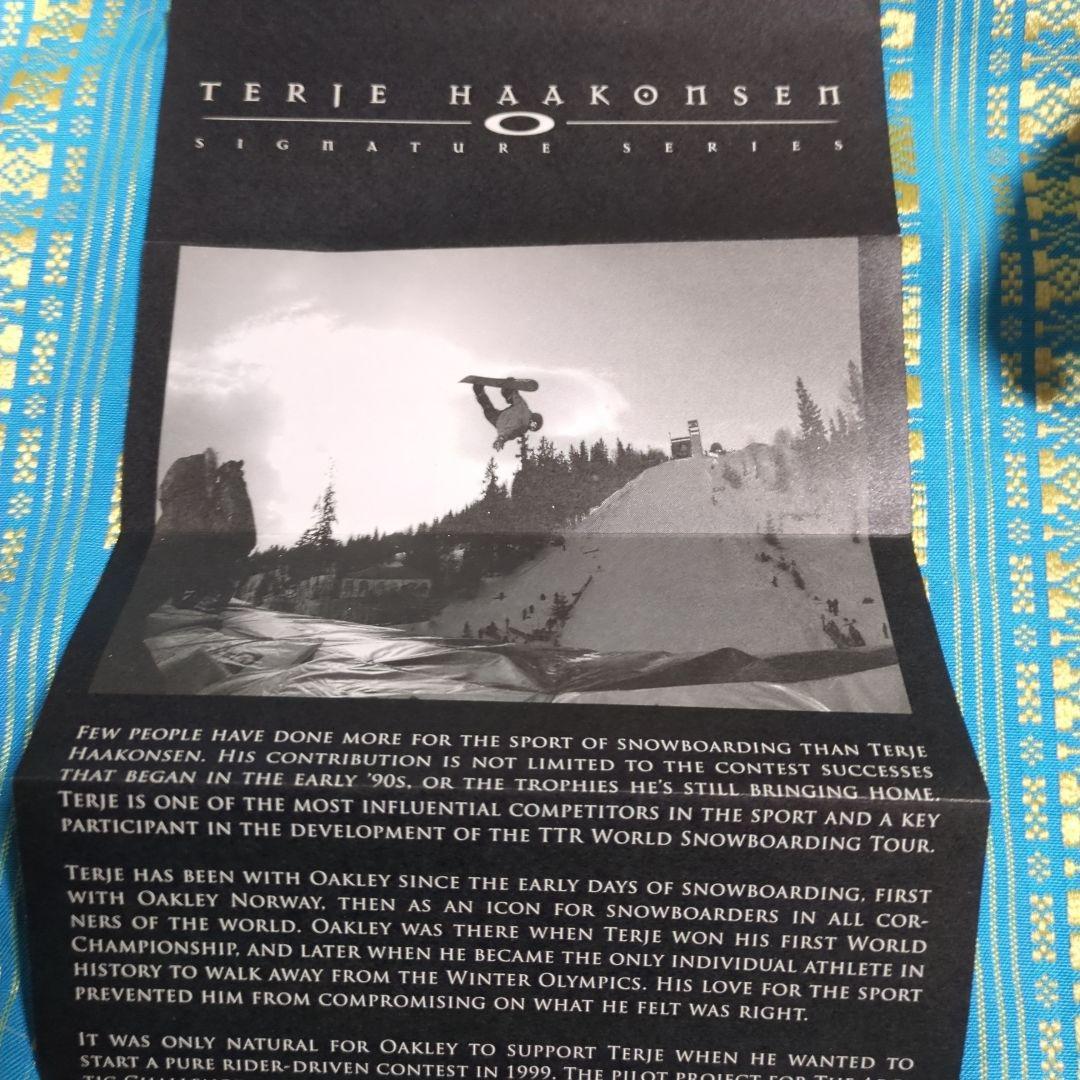 TERJE HAAKONSEN
SIGNATURE SERIES
FEW PEOPLE HAVE DONE MORE FOR THE SPORT OF SNOWBOARDING THAN TERJE
HAAKONSEN. HIS CONTRIBUTION IS NOT LIMITED TO THE CONTEST SUCCESSES
THAT BEGAN IN THE EARLY '90S, OR THE TROPHIES HE'S STILL BRINGING HOME.
TERJE IS ONE OF THE MOST INFLUENTIAL COMPETITORS IN THE SPORT AND A KEY
PARTICIPANT IN THE DEVELOPMENT OF THE TTR WORLD SNOWBOARDING TOUR.
TERJE HAS BEEN WITH OAKLEY SINCE THE EARLY DAYS OF SNOWBOARDING, FIRST
WITH OAKLEY NORWAY, THEN AS AN ICON FOR SNOWBOARDERS IN ALL COR-
NERS OF THE WORLD. OAKLEY WAS THERE WHEN TERJE WON HIS FIRST WORLD
CHAMPIONSHIP, AND LATER WHEN HE BECAME THE ONLY INDIVIDUAL ATHLETE IN
HISTORY TO WALK AWAY FROM THE WINTER OLYMPICS. HIS LOVE FOR THE SPORT
PREVENTED HIM FROM COMPROMISING ON WHAT HE FELT WAS RIGHT.
IT WAS ONLY NATURAL FOR OAKLEY TO SUPPORT TERJE WHEN HE WANTED TO
START A PURE RIDER-DRIVEN CONTEST IN 1999. THE PILOT PROJECT FOR THE